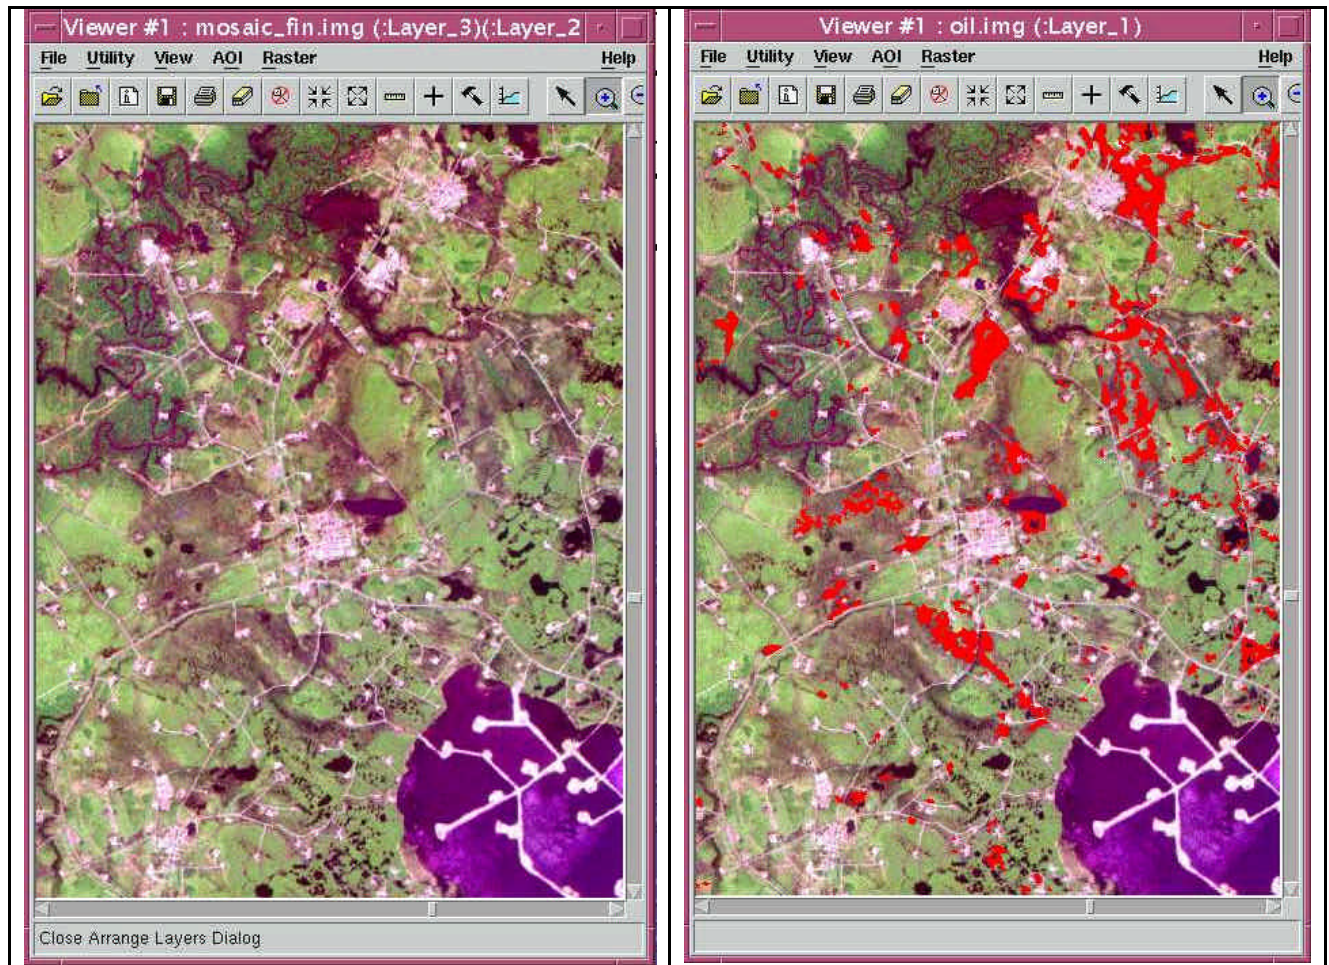 Viewer #1 : mosaic_fin.img (:Layer_3)(:Layer_2
File Utility View AOI Raster Help
Close Arrange Layers Dialog
Viewer #1 : oil.img (:Layer_1)
File Utility View AOI Raster Help